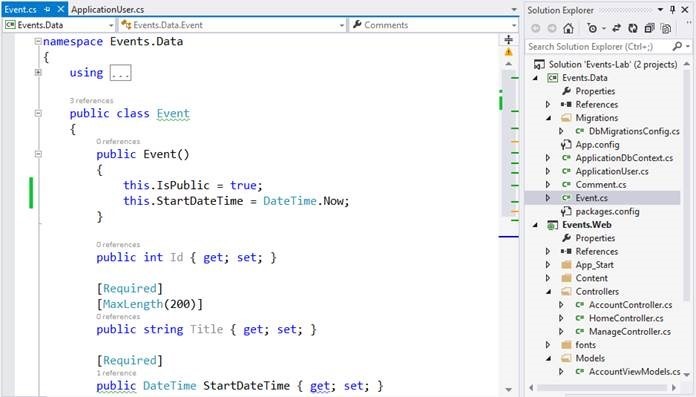 Event.cs
ApplicationUser.cs
Events.Data
Events.Data.Event
Comments
namespace Events.Data
{
using ...
3 references
public class Event
{
0 references
public Event()
{
this.IsPublic = true;
this.StartDateTime = DateTime.Now;
}
0 references
public int Id { get; set; }
[Required]
[MaxLength(200)]
0 references
public string Title { get; set; }
[Required]
1 reference
public DateTime StartDateTime { get; set; }
Solution Explorer
Search Solution Explorer (Ctrl+;)
Solution 'Events-Lab' (2 projects)
Events.Data
Properties
References
Migrations
DbMigrationsConfig.cs
App.config
ApplicationDbContext.cs
ApplicationUser.cs
Comment.cs
Event.cs
packages.config
Events.Web
Properties
References
App_Start
Content
Controllers
AccountController.cs
HomeController.cs
ManageController.cs
fonts
Models
AccountViewModels.cs